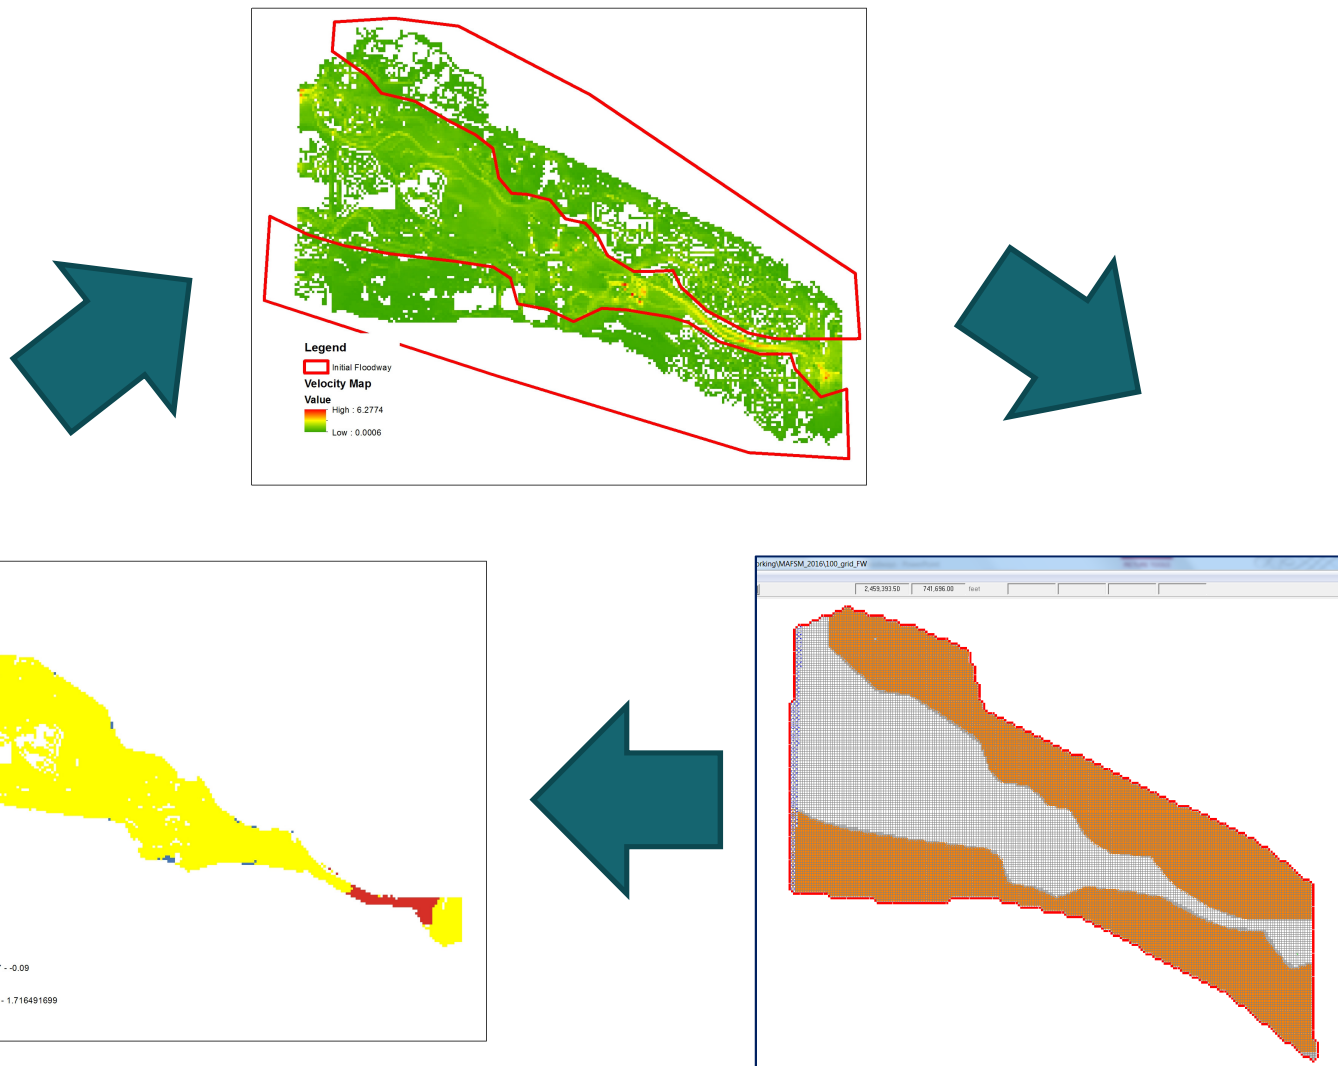 Legend
Initial Floodway
Velocity Map
Value
High : 6.2774
Low : 0.0006
orking\MAFSM_2016\100_grid_FW
2,459,393.50 741,696.00 feet
- -0.09
- 1.716491699